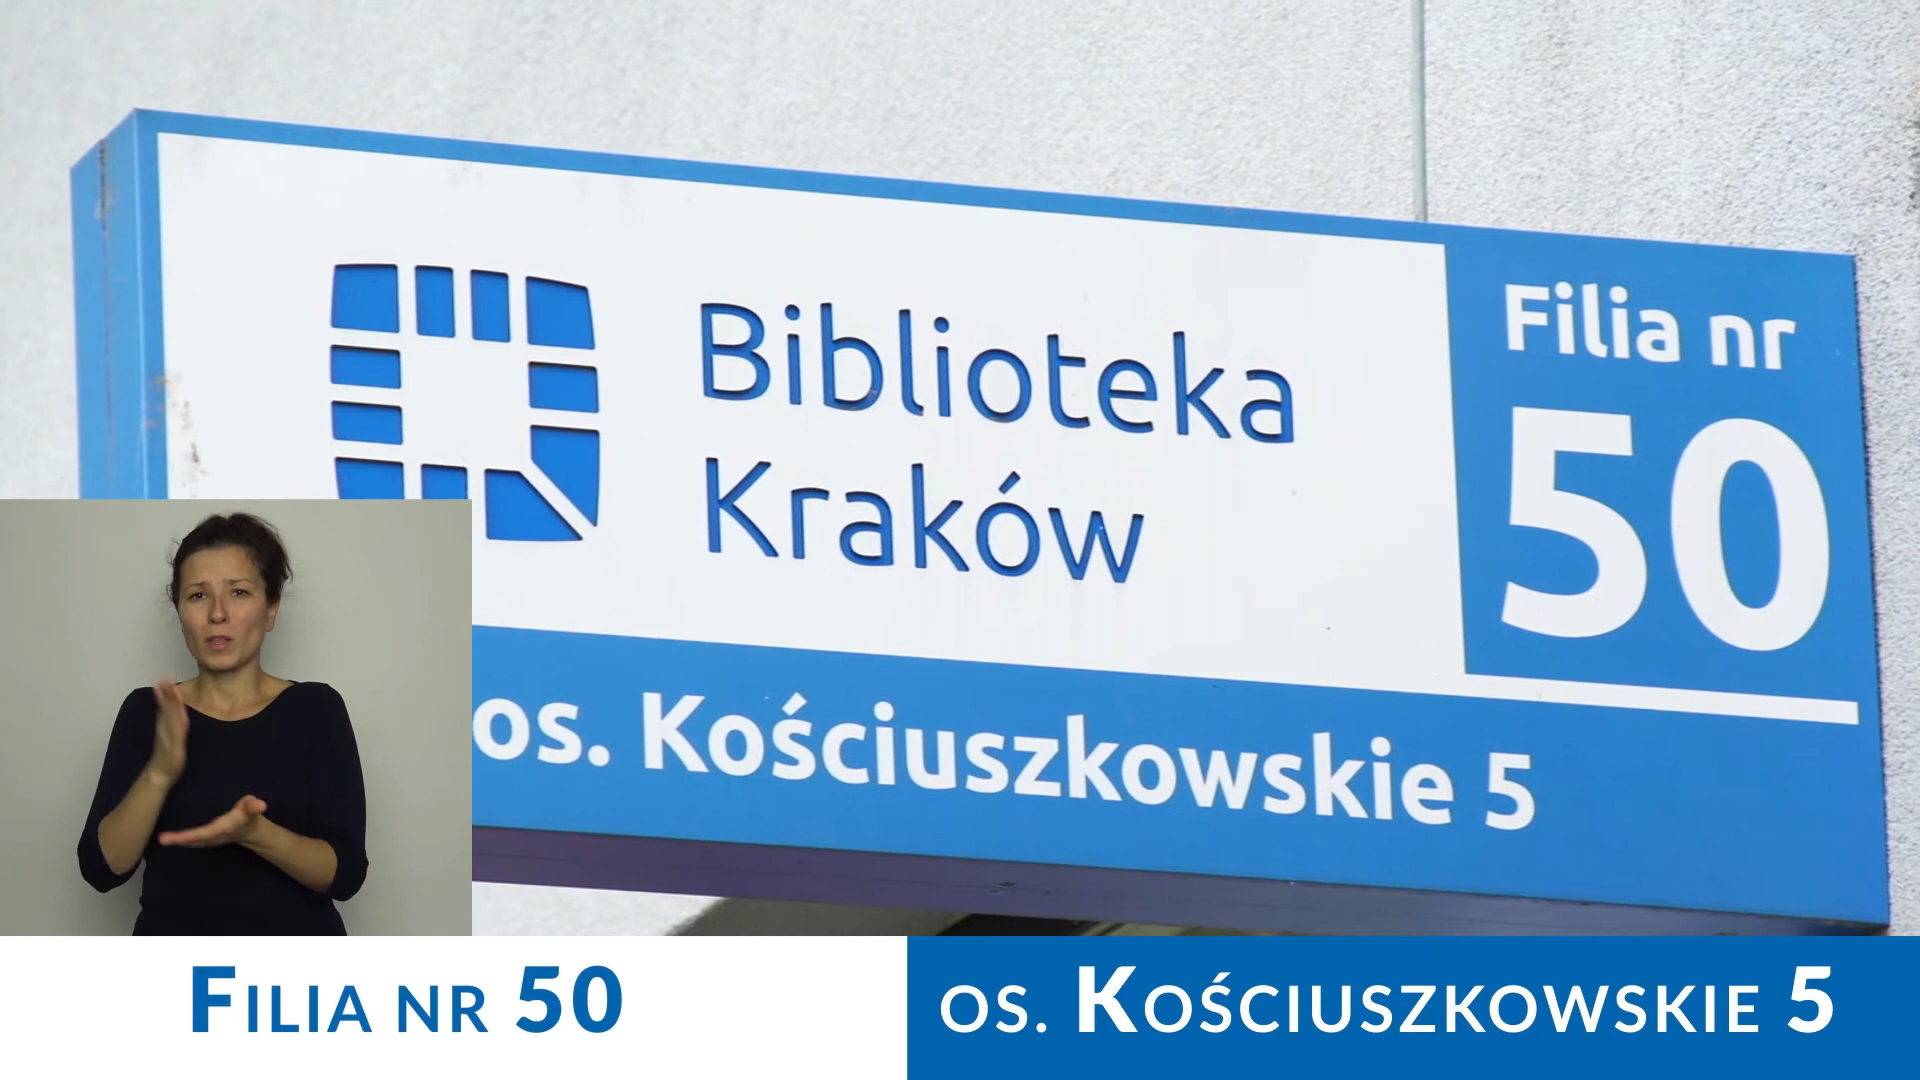 Biblioteka
Kraków
Filia nr
50
os. Kościuszkowskie 5
Filia nr 50
os. Kościuszkowskie 5